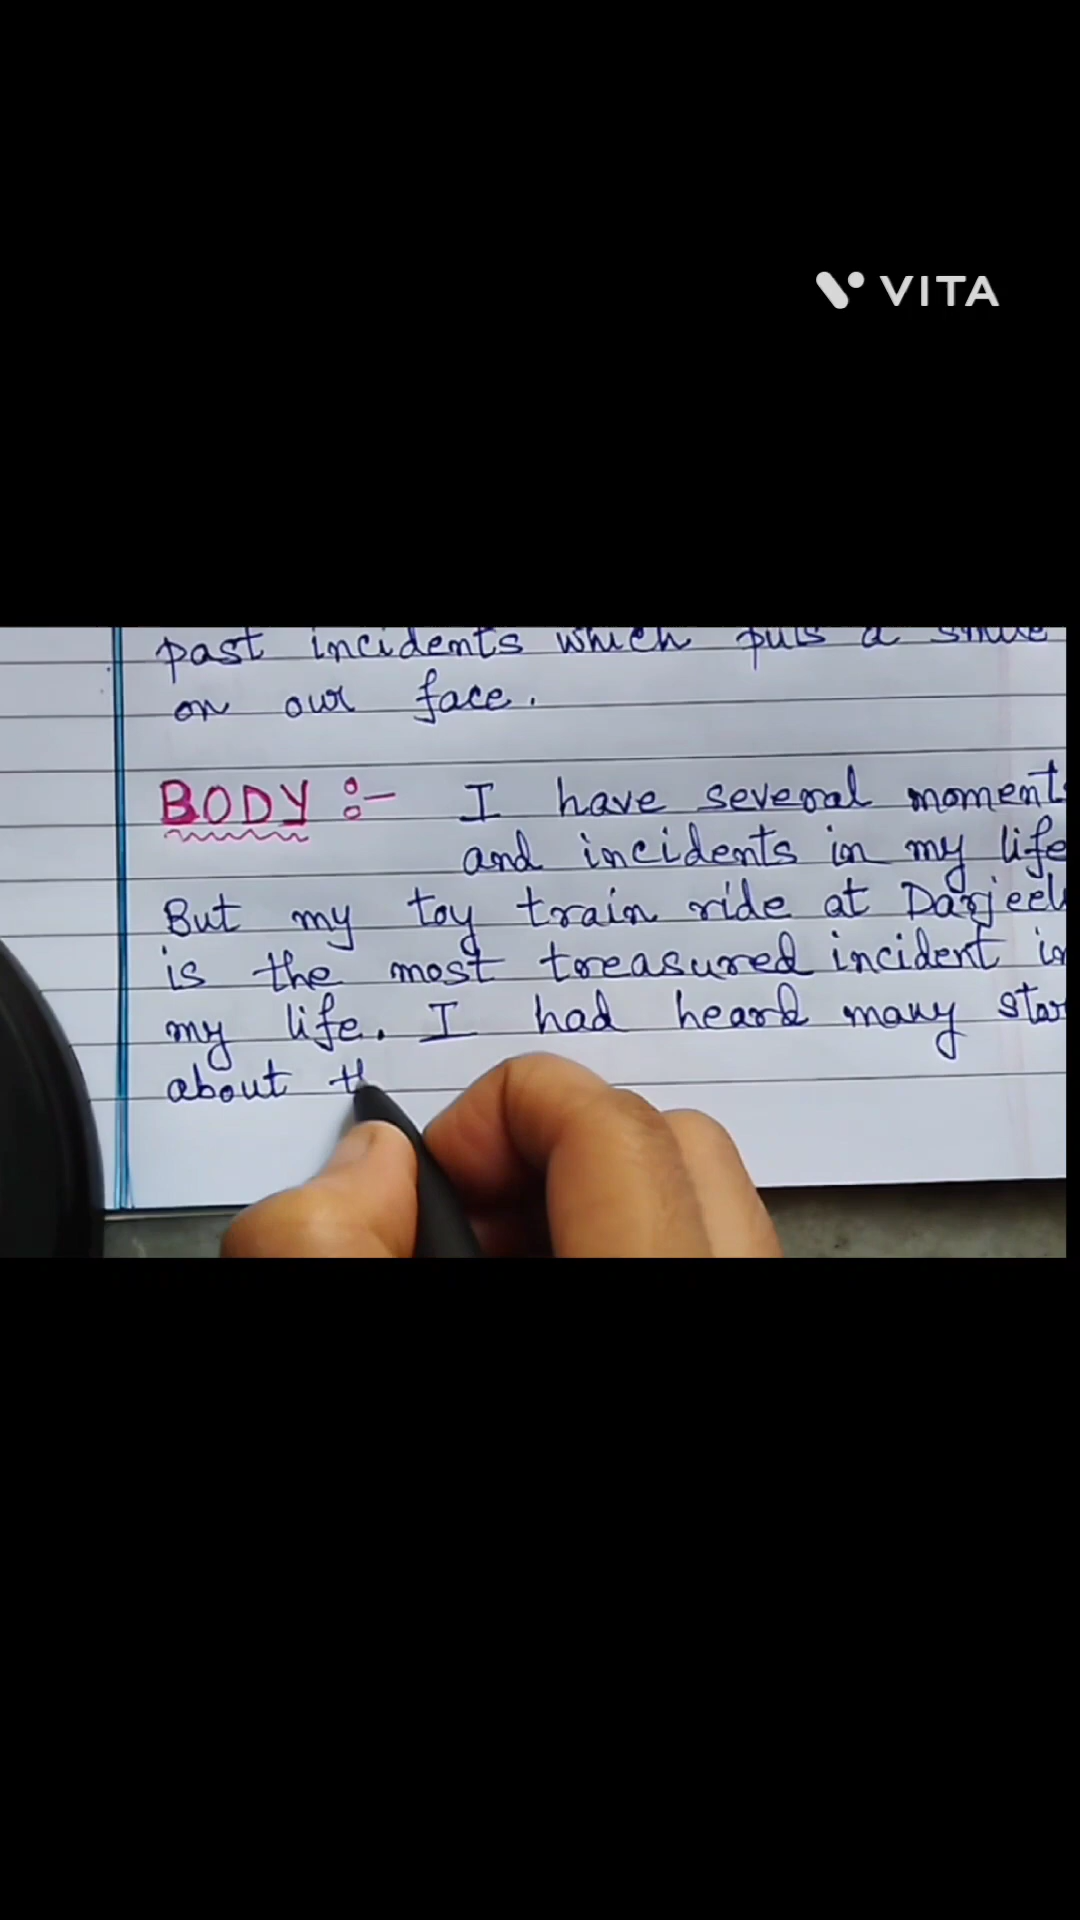 VITA
past incidents which puts a smile
on our face.
BODY :- I have several moments
and incidents in my life
But my toy train ride at Darjeel
is the most treasured incident in
my life. I had heard many stor
about th